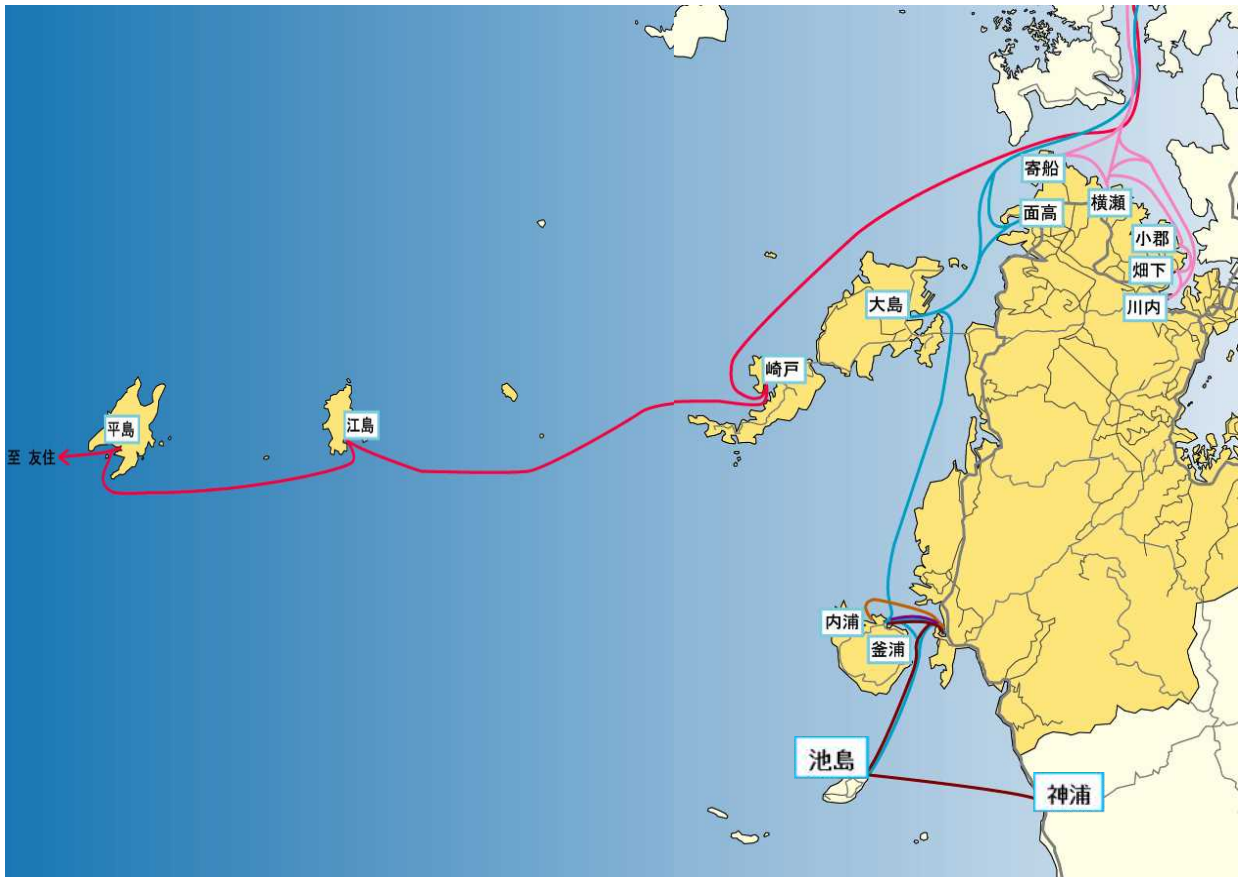 寄船
横瀬
面高
小郡
畑下
川内
大島
崎戸
江島
平島
至 友住
内浦
釜浦
池島
神浦